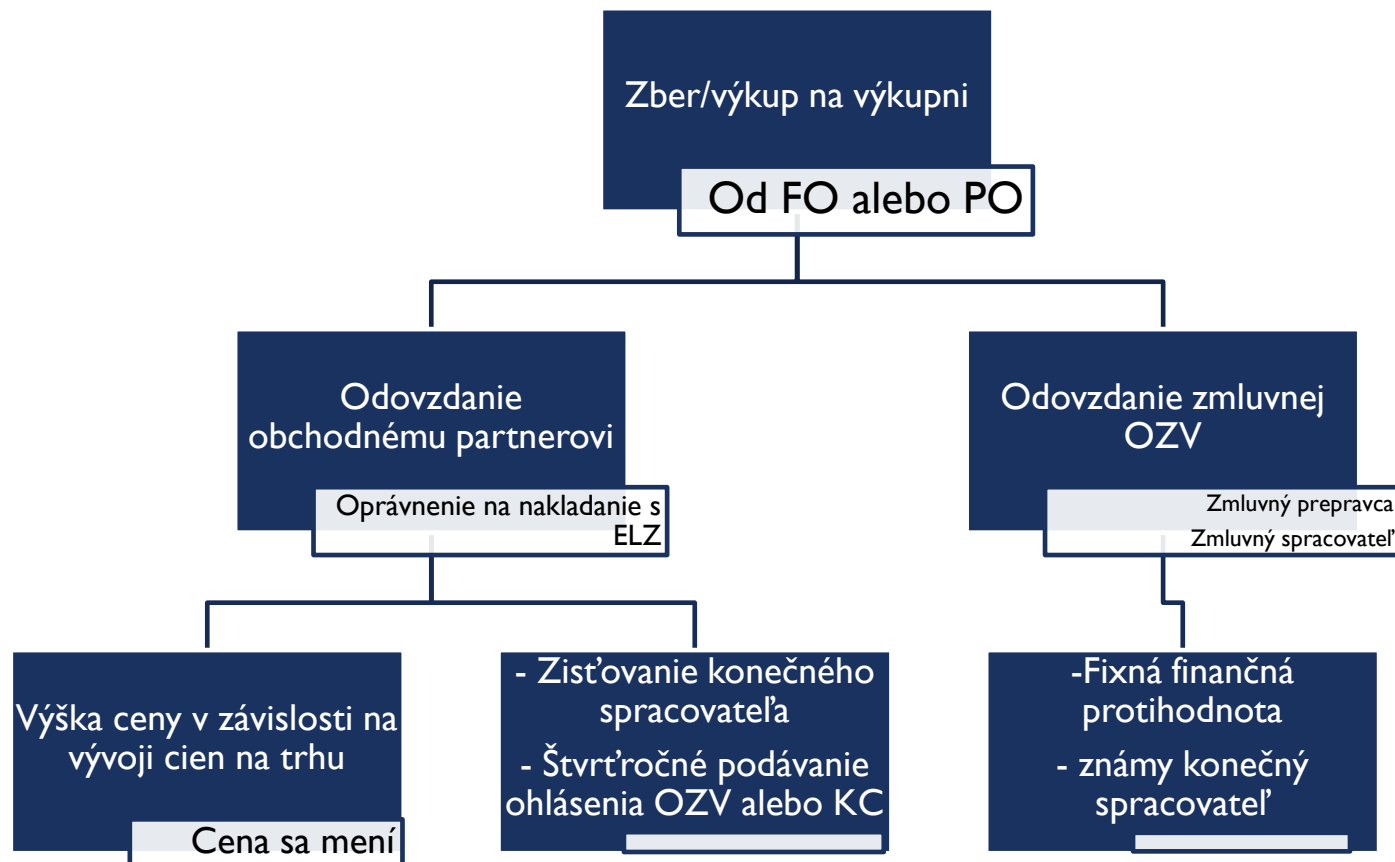 Zber/výkup na výkupni
Od FO alebo PO
Odovzdanie
obchodnému partnerovi
Oprávnenie na nakladanie s
ELZ
Odovzdanie zmluvnej
OZV
Zmluvný prepravca
Zmluvný spracovateľ
Výška ceny v závislosti na
vývoji cien na trhu
Cena sa mení
- Zisťovanie konečného
spracovateľa
- Štvrťročné podávanie
ohlásenia OZV alebo KC
-Fixná finančná
protihodnota
- známy konečný
spracovateľ